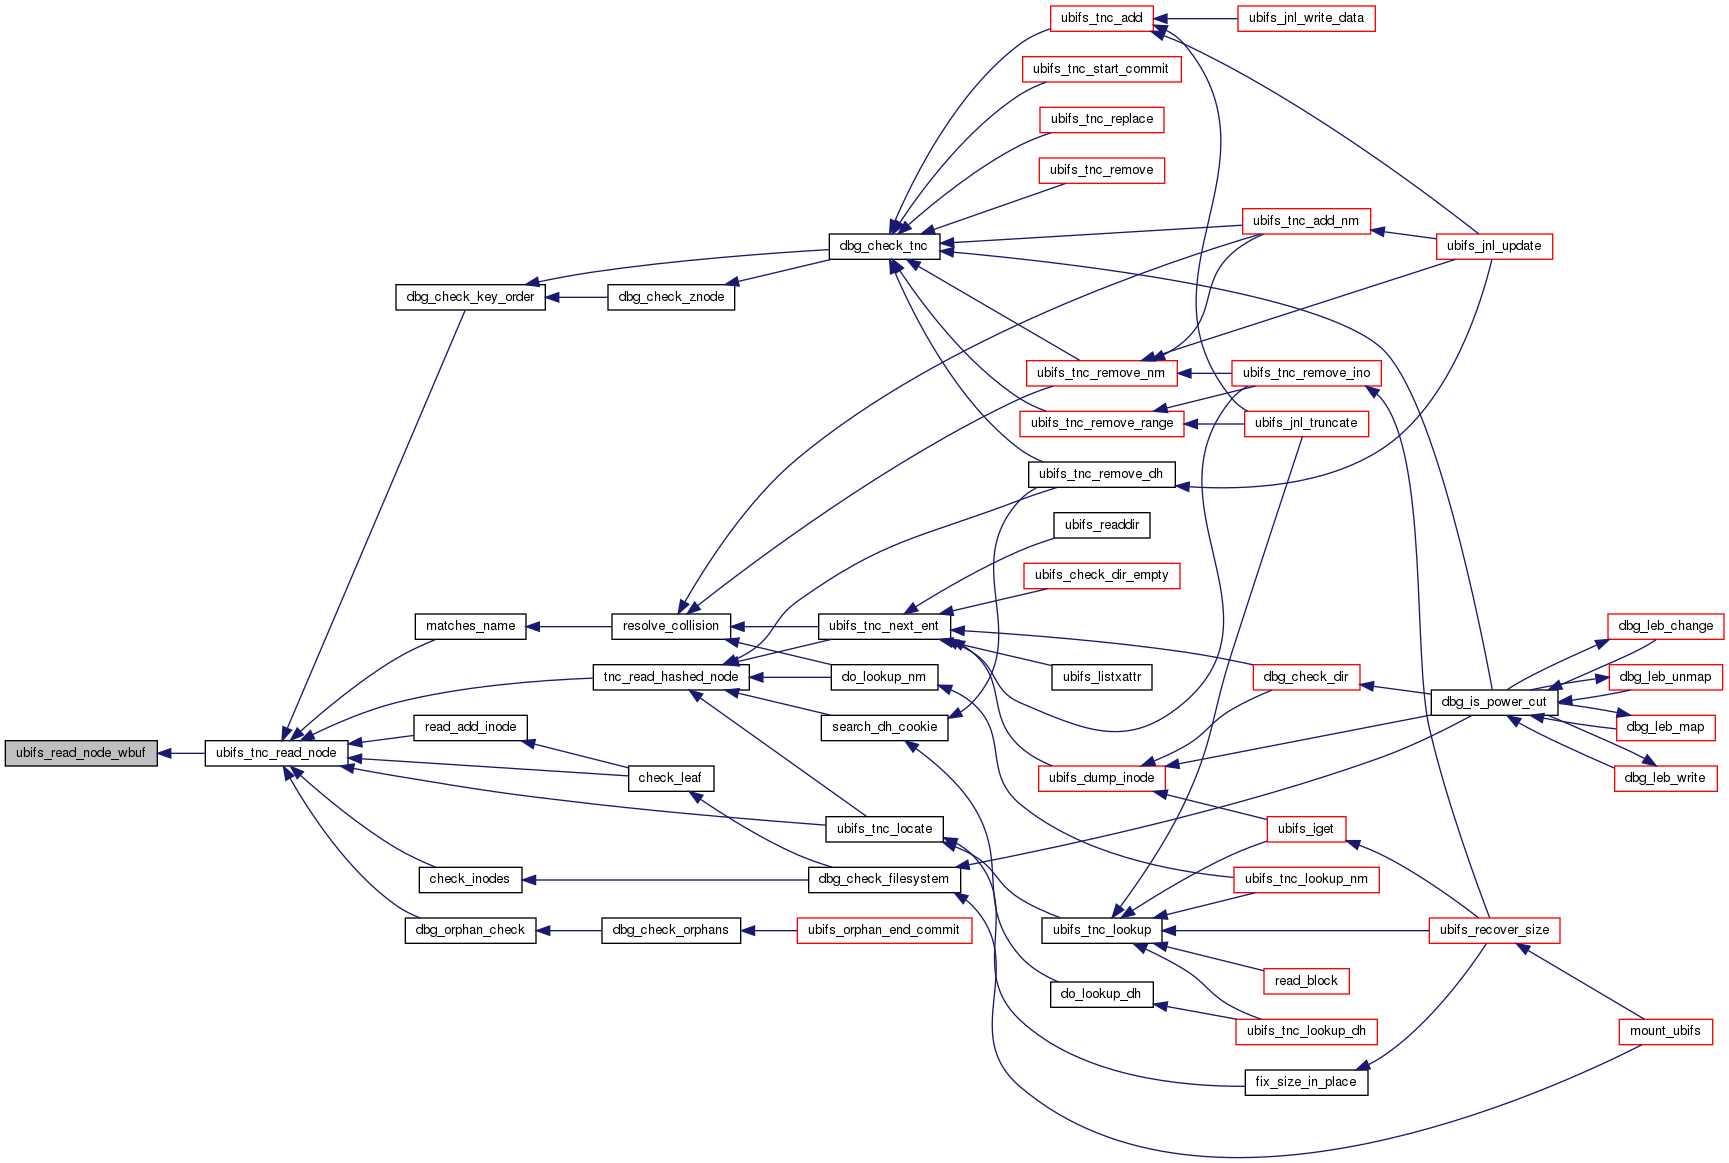 ubifs_tnc_add
ubifs_jnl_write_data
ubifs_tnc_start_commit
ubifs_tnc_replace
ubifs_tnc_remove
ubifs_tnc_add_nm
dbg_check_tnc
ubifs_jnl_update
dbg_check_key_order
dbg_check_znode
ubifs_tnc_remove_nm
ubifs_tnc_remove_ino
ubifs_tnc_remove_range
ubifs_jnl_truncate
ubifs_tnc_remove_dh
ubifs_readdir
ubifs_check_dir_empty
matches_name
resolve_collision
ubifs_tnc_next_ent
dbg_leb_change
tnc_read_hashed_node
do_lookup_nm
ubifs_listxattr
dbg_check_dir
dbg_leb_unmap
dbg_is_power_cut
read_add_inode
search_dh_cookie
dbg_leb_map
ubifs_read_node_wbuf
ubifs_tnc_read_node
check_leaf
ubifs_dump_inode
dbg_leb_write
ubifs_tnc_locate
ubifs_iget
check_inodes
dbg_check_filesystem
ubifs_tnc_lookup_nm
dbg_orphan_check
dbg_check_orphans
ubifs_orphan_end_commit
ubifs_tnc_lookup
ubifs_recover_size
read_block
do_lookup_dh
ubifs_tnc_lookup_dh
mount_ubifs
fix_size_in_place